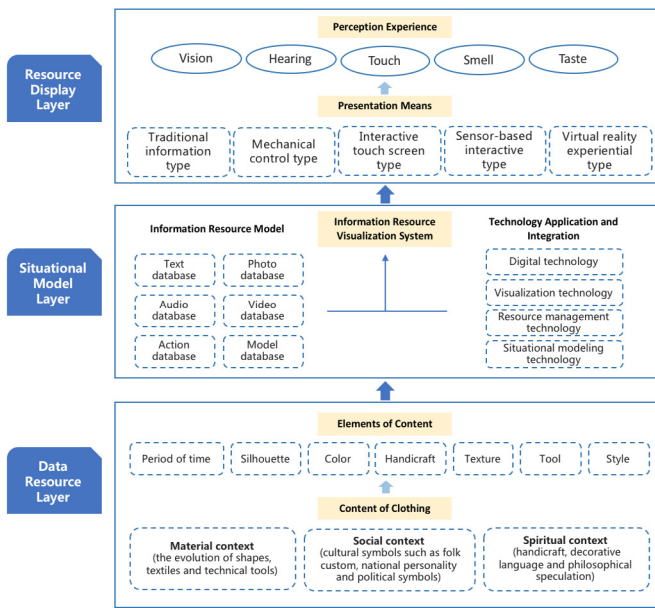 Resource
Display
Layer
Perception Experience
Vision
Hearing
Touch
Smell
Taste
Presentation Means
Traditional
information
type
Mechanical
control type
Interactive
touch screen
type
Sensor-based
interactive
type
Virtual reality
experiential
type
Situational
Model
Layer
Information Resource Model
Text
database
Photo
database
Audio
database
Video
database
Action
database
Model
database
Information Resource
Visualization System
Technology Application and
Integration
Digital technology
Visualization technology
Resource management
technology
Situational modeling
technology
Data
Resource
Layer
Elements of Content
Period of time
Silhouette
Color
Handicraft
Texture
Tool
Style
Content of Clothing
Material context
(the evolution of shapes,
textiles and technical tools)
Social context
(cultural symbols such as folk
custom, national personality
and political symbols)
Spiritual context
(handicraft, decorative
language and philosophical
speculation)